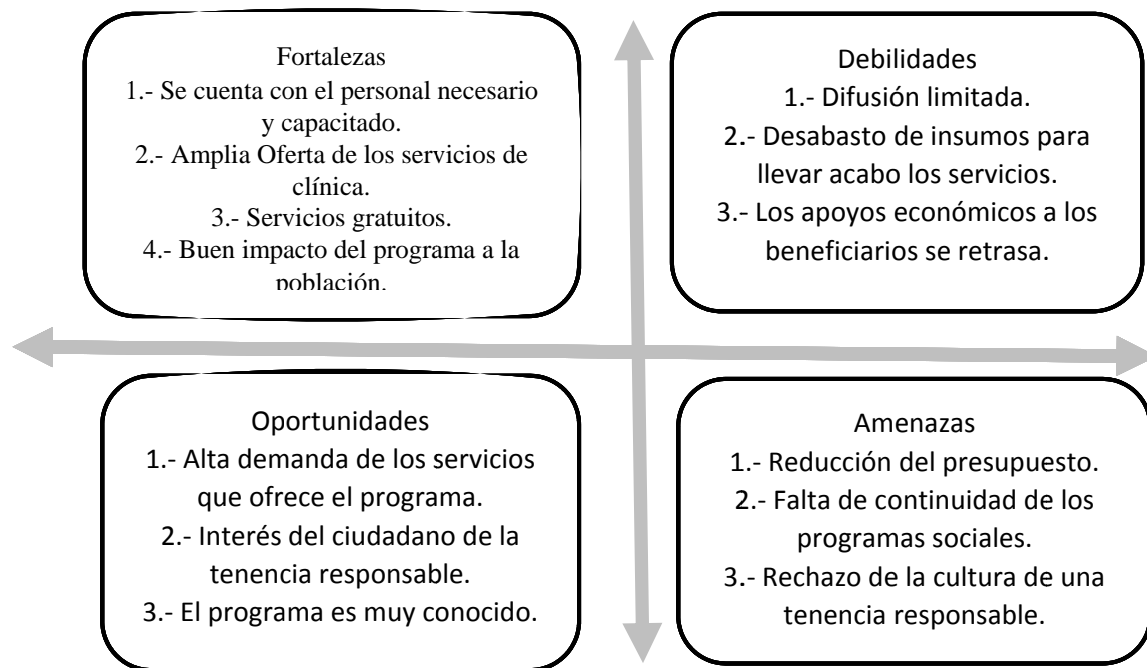 Fortalezas
1.- Se cuenta con el personal necesario
y capacitado.
2.- Amplia Oferta de los servicios de
clínica.
3.- Servicios gratuitos.
4.- Buen impacto del programa a la
población.
Debilidades
1.- Difusión limitada.
2.- Desabasto de insumos para
llevar acabo los servicios.
3.- Los apoyos económicos a los
beneficiarios se retrasa.
Oportunidades
1.- Alta demanda de los servicios
que ofrece el programa.
2.- Interés del ciudadano de la
tenencia responsable.
3.- El programa es muy conocido.
Amenazas
1.- Reducción del presupuesto.
2.- Falta de continuidad de los
programas sociales.
3.- Rechazo de la cultura de una
tenencia responsable.